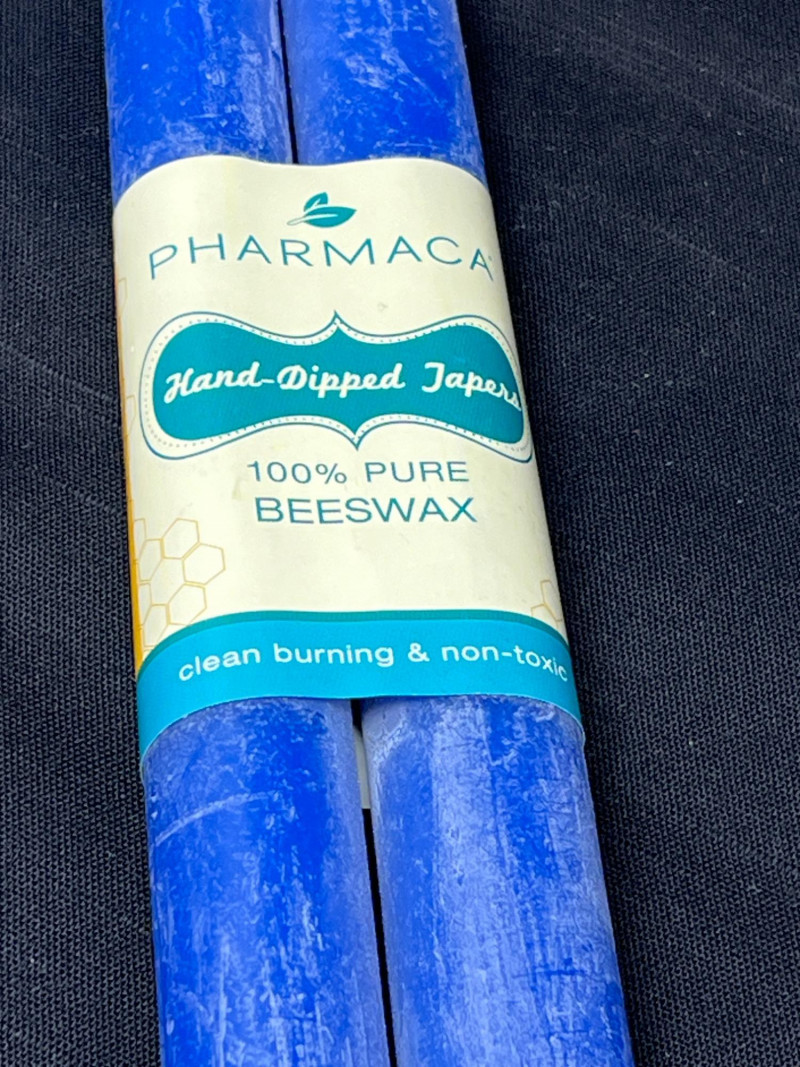 PHARMACA
Hand-Dipped Tapers
100% PURE
BEESWAX
clean burning & non-toxic